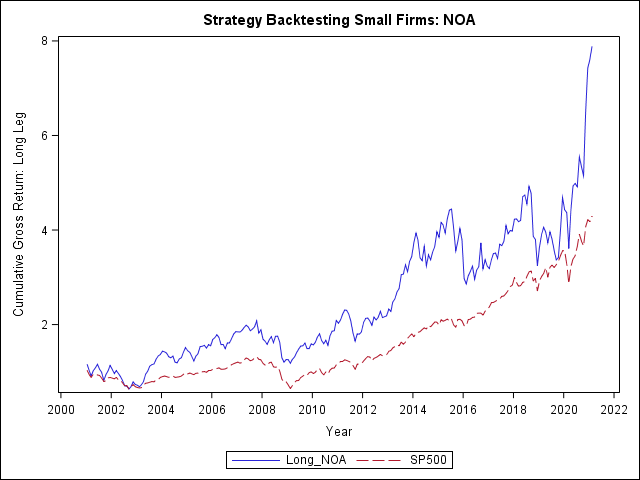 Strategy Backtesting Small Firms: NOA
Cumulative Gross Return: Long Leg
8
6
4
2
2000 2002 2004 2006 2008 2010 2012 2014 2016 2018 2020 2022
Year
Long_NOA SP500